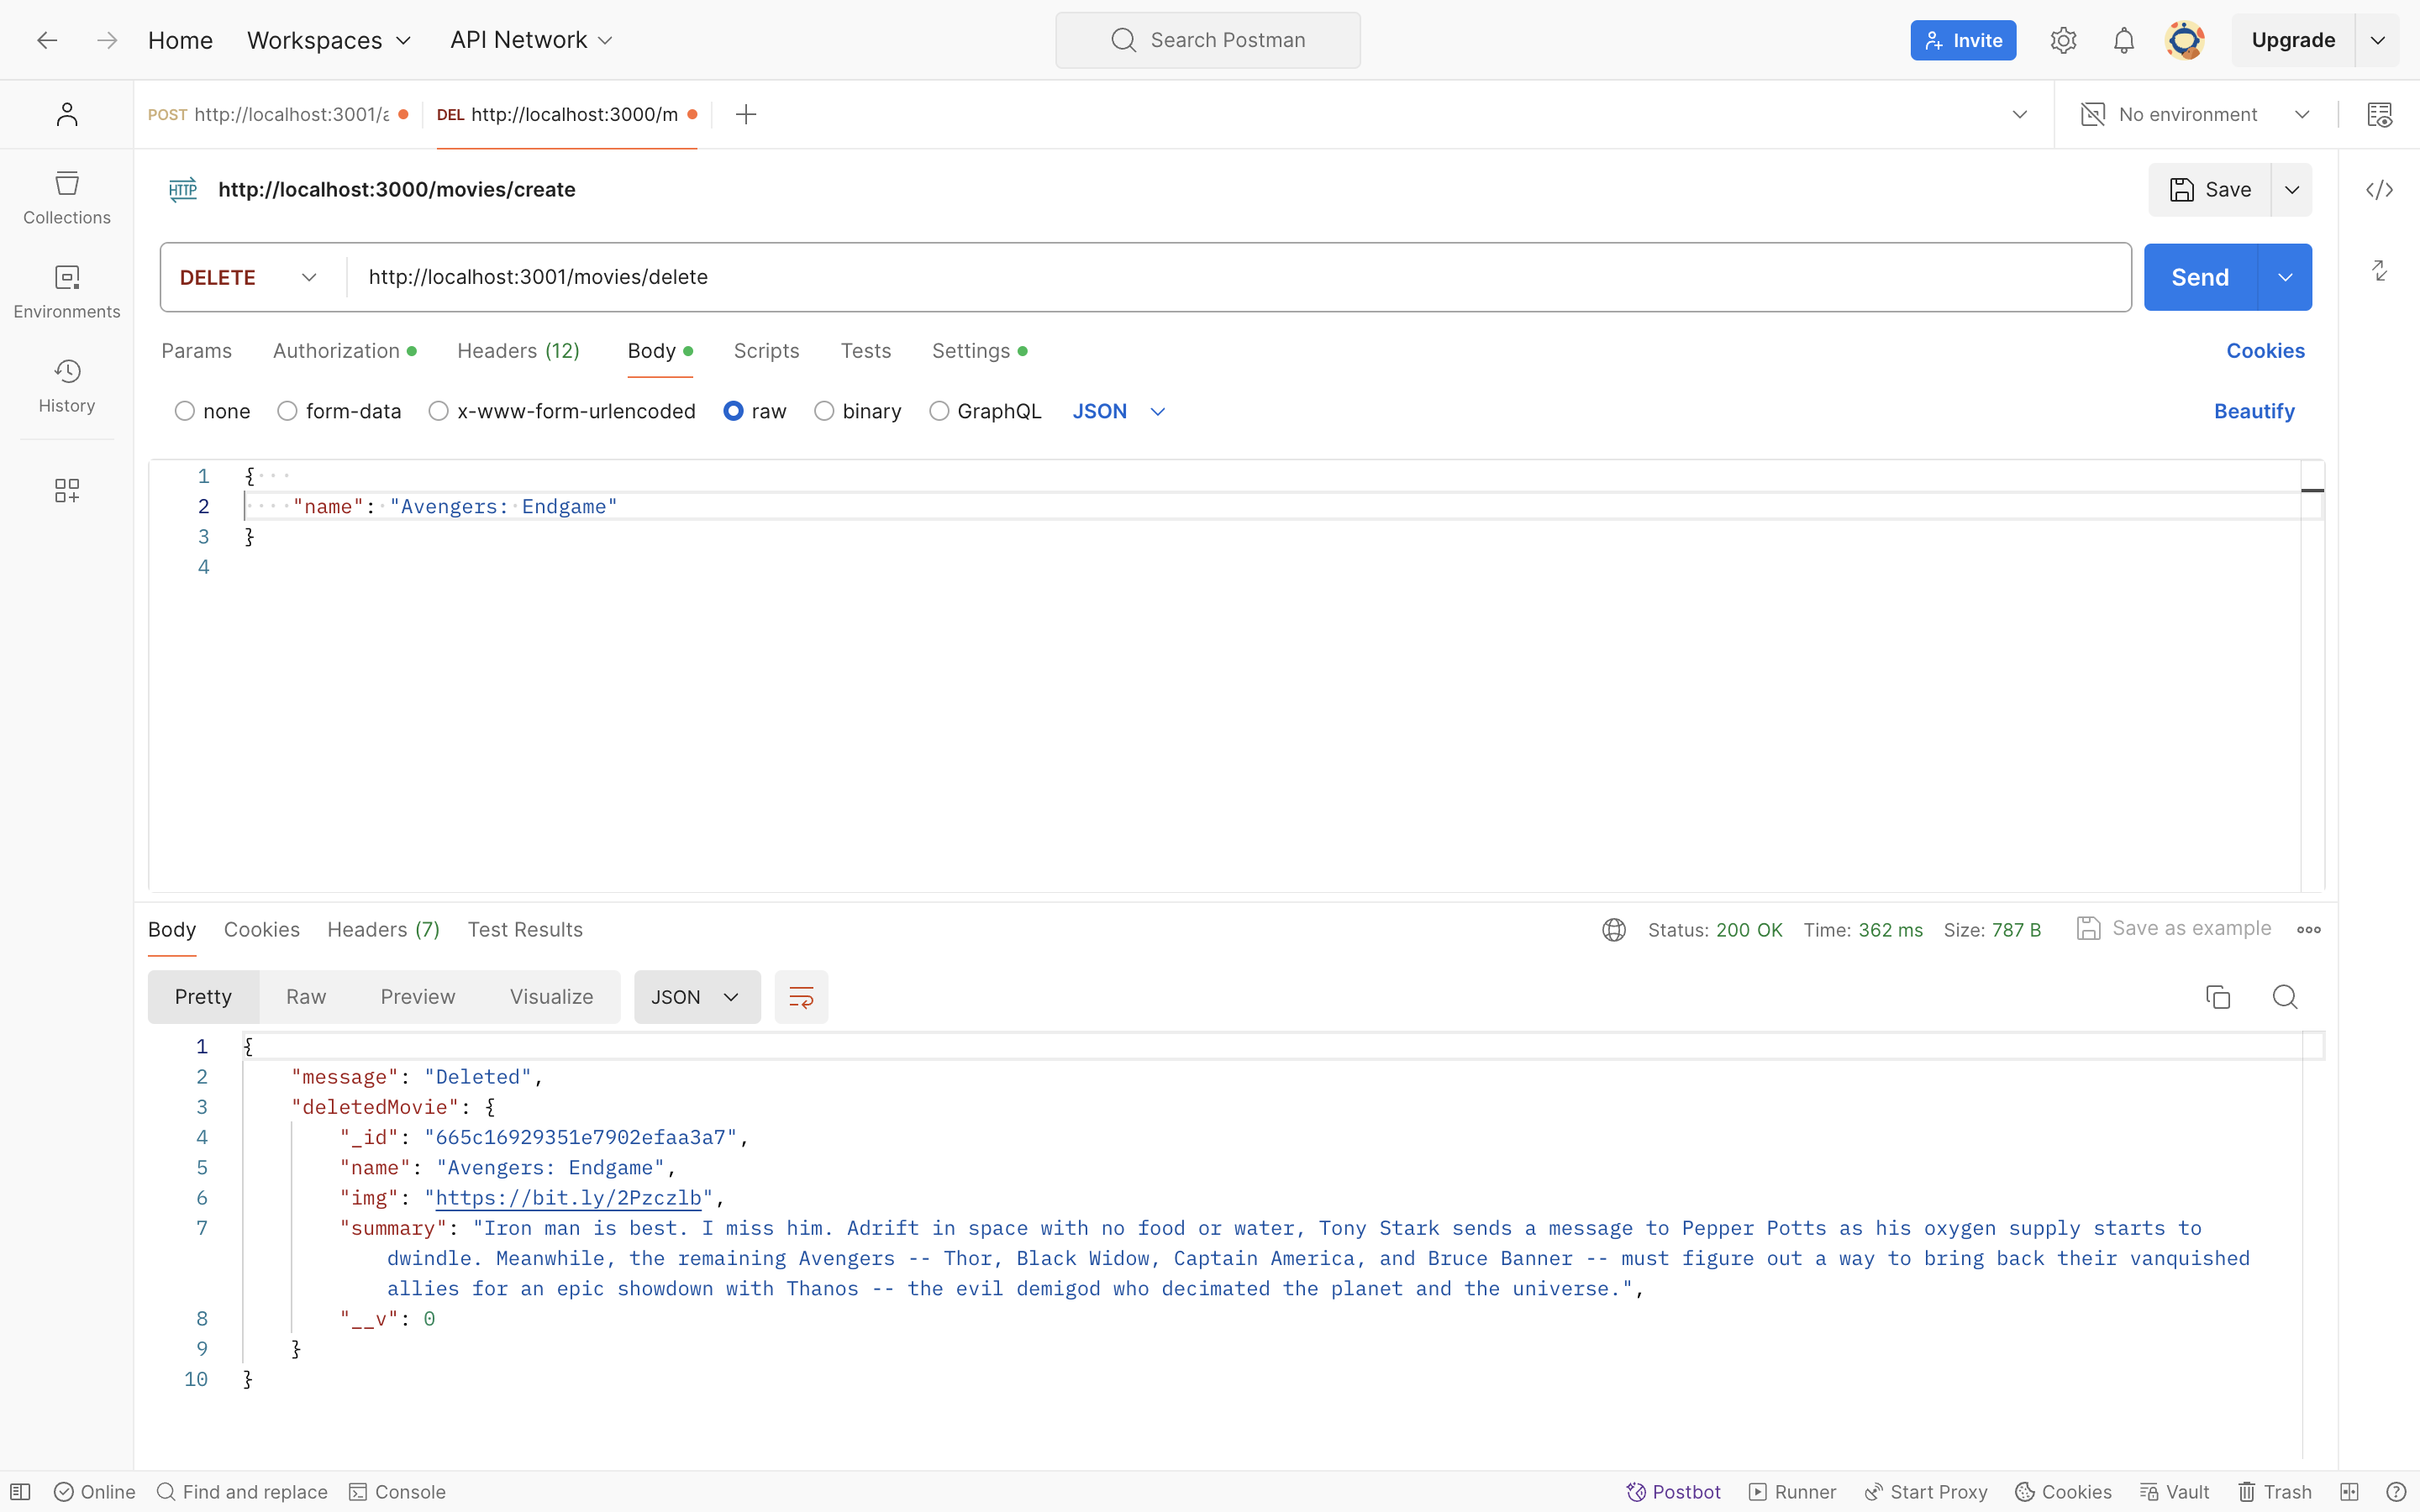 Home Workspaces API Network Search Postman Invite Upgrade
POST http://localhost:3001/a DEL http://localhost:3000/m No environment
HTTP http://localhost:3000/movies/create Save
DELETE http://localhost:3001/movies/delete Send
Params Authorization Headers (12) Body Scripts Tests Settings Cookies
none form-data x-www-form-urlencoded raw binary GraphQL JSON Beautify
Collections
Environments
History
1 {
2 "name": "Avengers: Endgame"
3 }
4
Body Cookies Headers (7) Test Results Status: 200 OK Time: 362 ms Size: 787 B Save as example
Pretty Raw Preview Visualize JSON
1 {
2 "message": "Deleted",
3 "deletedMovie": {
4 "_id": "665c16929351e7902efaa3a7",
5 "name": "Avengers: Endgame",
6 "img": "https://bit.ly/2Pzczlb",
7 "summary": "Iron man is best. I miss him. Adrift in space with no food or water, Tony Stark sends a message to Pepper Potts as his oxygen supply starts to
dwindle. Meanwhile, the remaining Avengers -- Thor, Black Widow, Captain America, and Bruce Banner -- must figure out a way to bring back their vanquished
allies for an epic showdown with Thanos -- the evil demigod who decimated the planet and the universe.",
8 "__v": 0
9 }
10 }
Online Find and replace Console Postbot Runner Start Proxy Cookies Vault Trash